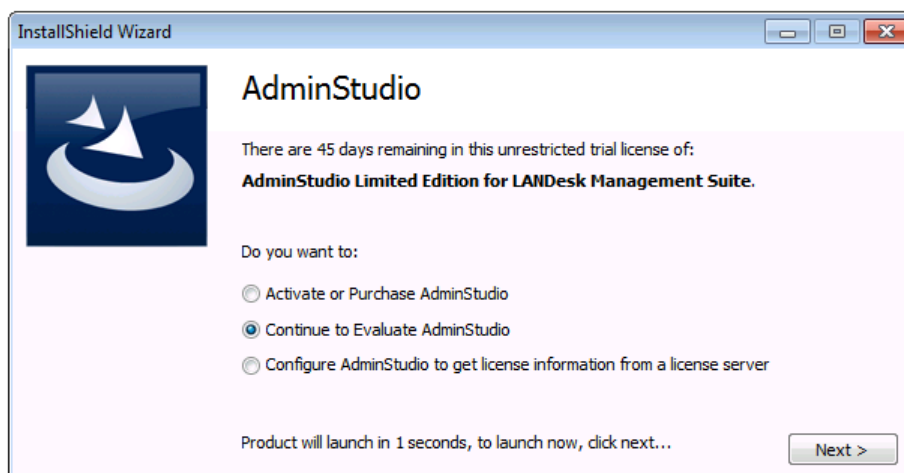 InstallShield Wizard
AdminStudio
There are 45 days remaining in this unrestricted trial license of:
AdminStudio Limited Edition for LANDesk Management Suite.
Do you want to:
Activate or Purchase AdminStudio
Continue to Evaluate AdminStudio
Configure AdminStudio to get license information from a license server
Product will launch in 1 seconds, to launch now, click next...
Next >